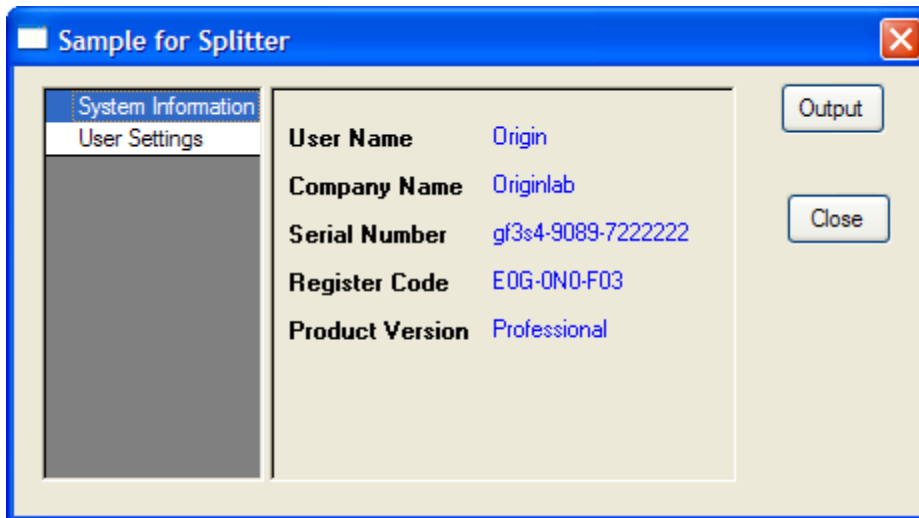 Sample for Splitter
System Information
User Settings
User Name Origin
Company Name Originlab
Serial Number gf3s4-9089-7222222
Register Code E0G-0N0-F03
Product Version Professional
Output
Close